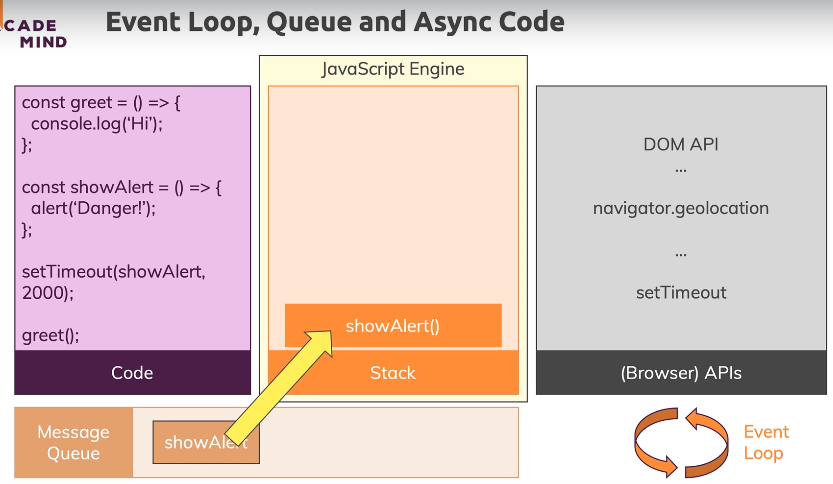 CADE
MIND
Event Loop, Queue and Async Code
JavaScript Engine
const greet = () => {
console.log(‘Hi’);
};
const showAlert = () => {
alert(‘Danger!’);
};
setTimeout(showAlert,
2000);
greet();
Code
showAlert()
Stack
DOM API
...
navigator.geolocation
...
setTimeout
(Browser) APIs
Message
Queue
showAlert
Event
Loop